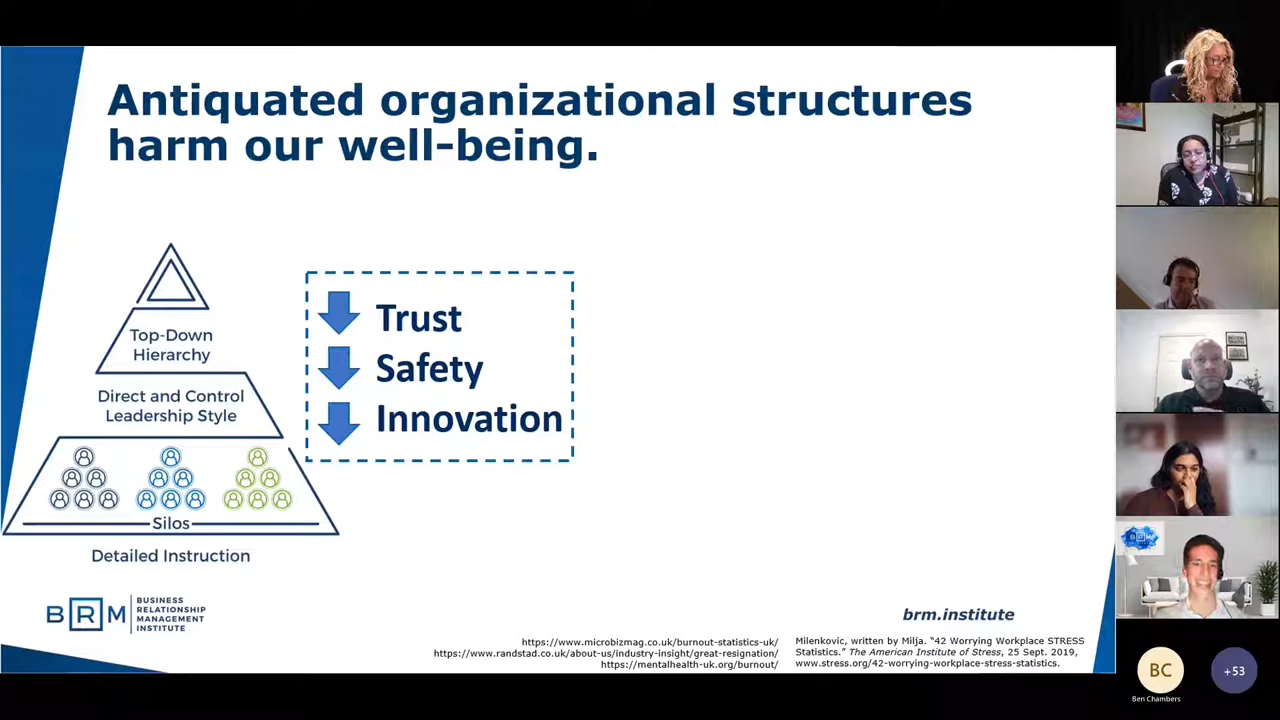 Antiquated organizational structures
harm our well-being.
Top-Down
Hierarchy
Direct and Control
Leadership Style
Silos
Detailed Instruction
Trust
Safety
Innovation
BRM
BUSINESS
RELATIONSHIP
MANAGEMENT
INSTITUTE
brm.institute
https://www.microbizmag.co.uk/burnout-statistics-uk/
https://www.randstad.co.uk/about-us/industry-insight/great-resignation/
https://mentalhealth-uk.org/burnout/
Milenkovic, written by Milja. “42 Worrying Workplace STRESS
Statistics.” The American Institute of Stress, 25 Sept. 2019,
www.stress.org/42-worrying-workplace-stress-statistics.
BRM
BC
Ben Chambers
+53